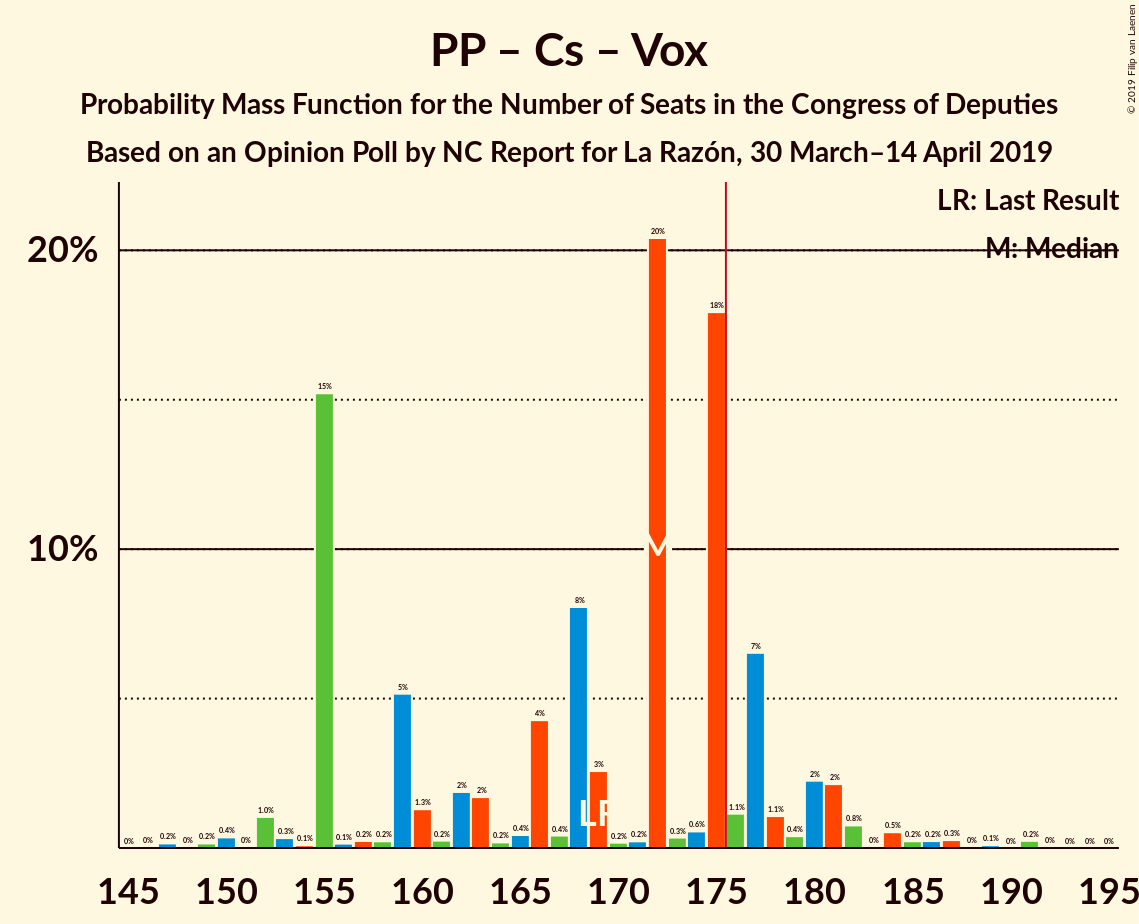 PP – Cs – Vox
Probability Mass Function for the Number of Seats in the Congress of Deputies
Based on an Opinion Poll by NC Report for La Razón, 30 March–14 April 2019
© 2019 Filip van Laenen
LR: Last Result
M: Median
20%
10%
0% 0% 0.2% 0% 0.2% 0.4% 0% 1.0% 0.3% 0.1% 15% 0.1% 0.2% 0.2% 5% 1.3% 0.2% 2% 2% 0.2% 0.4% 4% 0.4% 8% 3% 0.2% 0.2% 20% 0.3% 0.6% 18% 1.1% 7% 1.1% 0.4% 2% 2% 0.8% 0% 0.5% 0.2% 0.2% 0.3% 0% 0.1% 0% 0.2% 0% 0% 0% 0%
M
LR
145 150 155 160 165 170 175 180 185 190 195